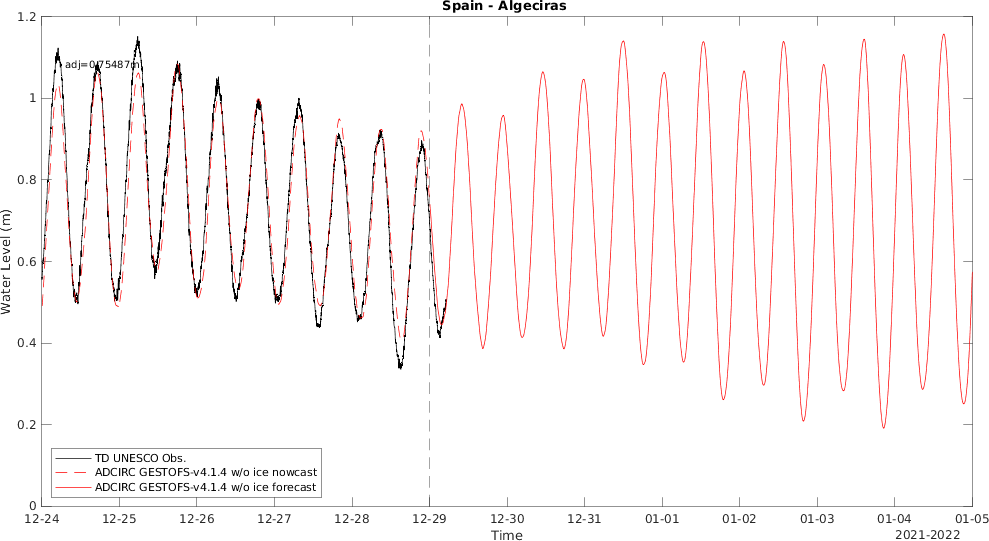 Spain - Algeciras
adj=0.75487m
Water Level (m)
1.2
1
0.8
0.6
0.4
0.2
0
TD UNESCO Obs.
ADCIRC GESTOFS-v4.1.4 w/o ice nowcast
ADCIRC GESTOFS-v4.1.4 w/o ice forecast
12-24 12-25 12-26 12-27 12-28 12-29 12-30 12-31 01-01 01-02 01-03 01-04 01-05
Time
2021-2022